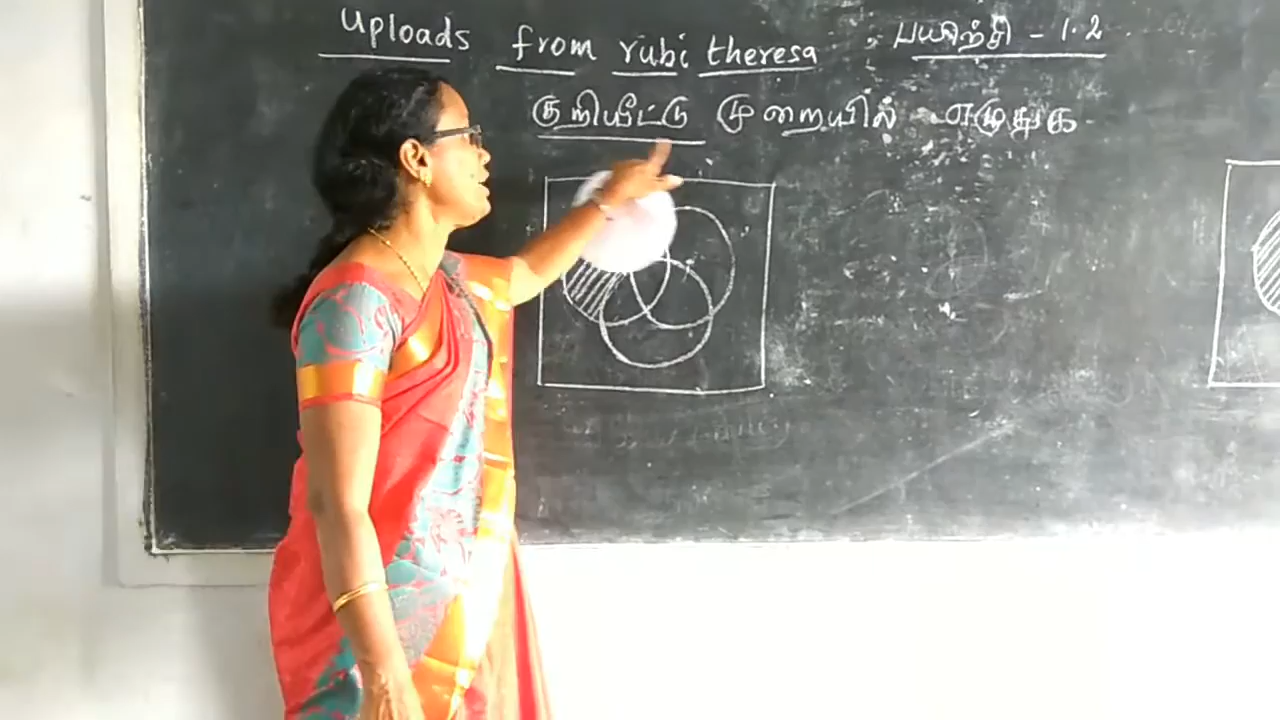 Uploads from rubi theresa பயிற்சி - 1.2
குறியீட்டு முறையில் எழுதுக